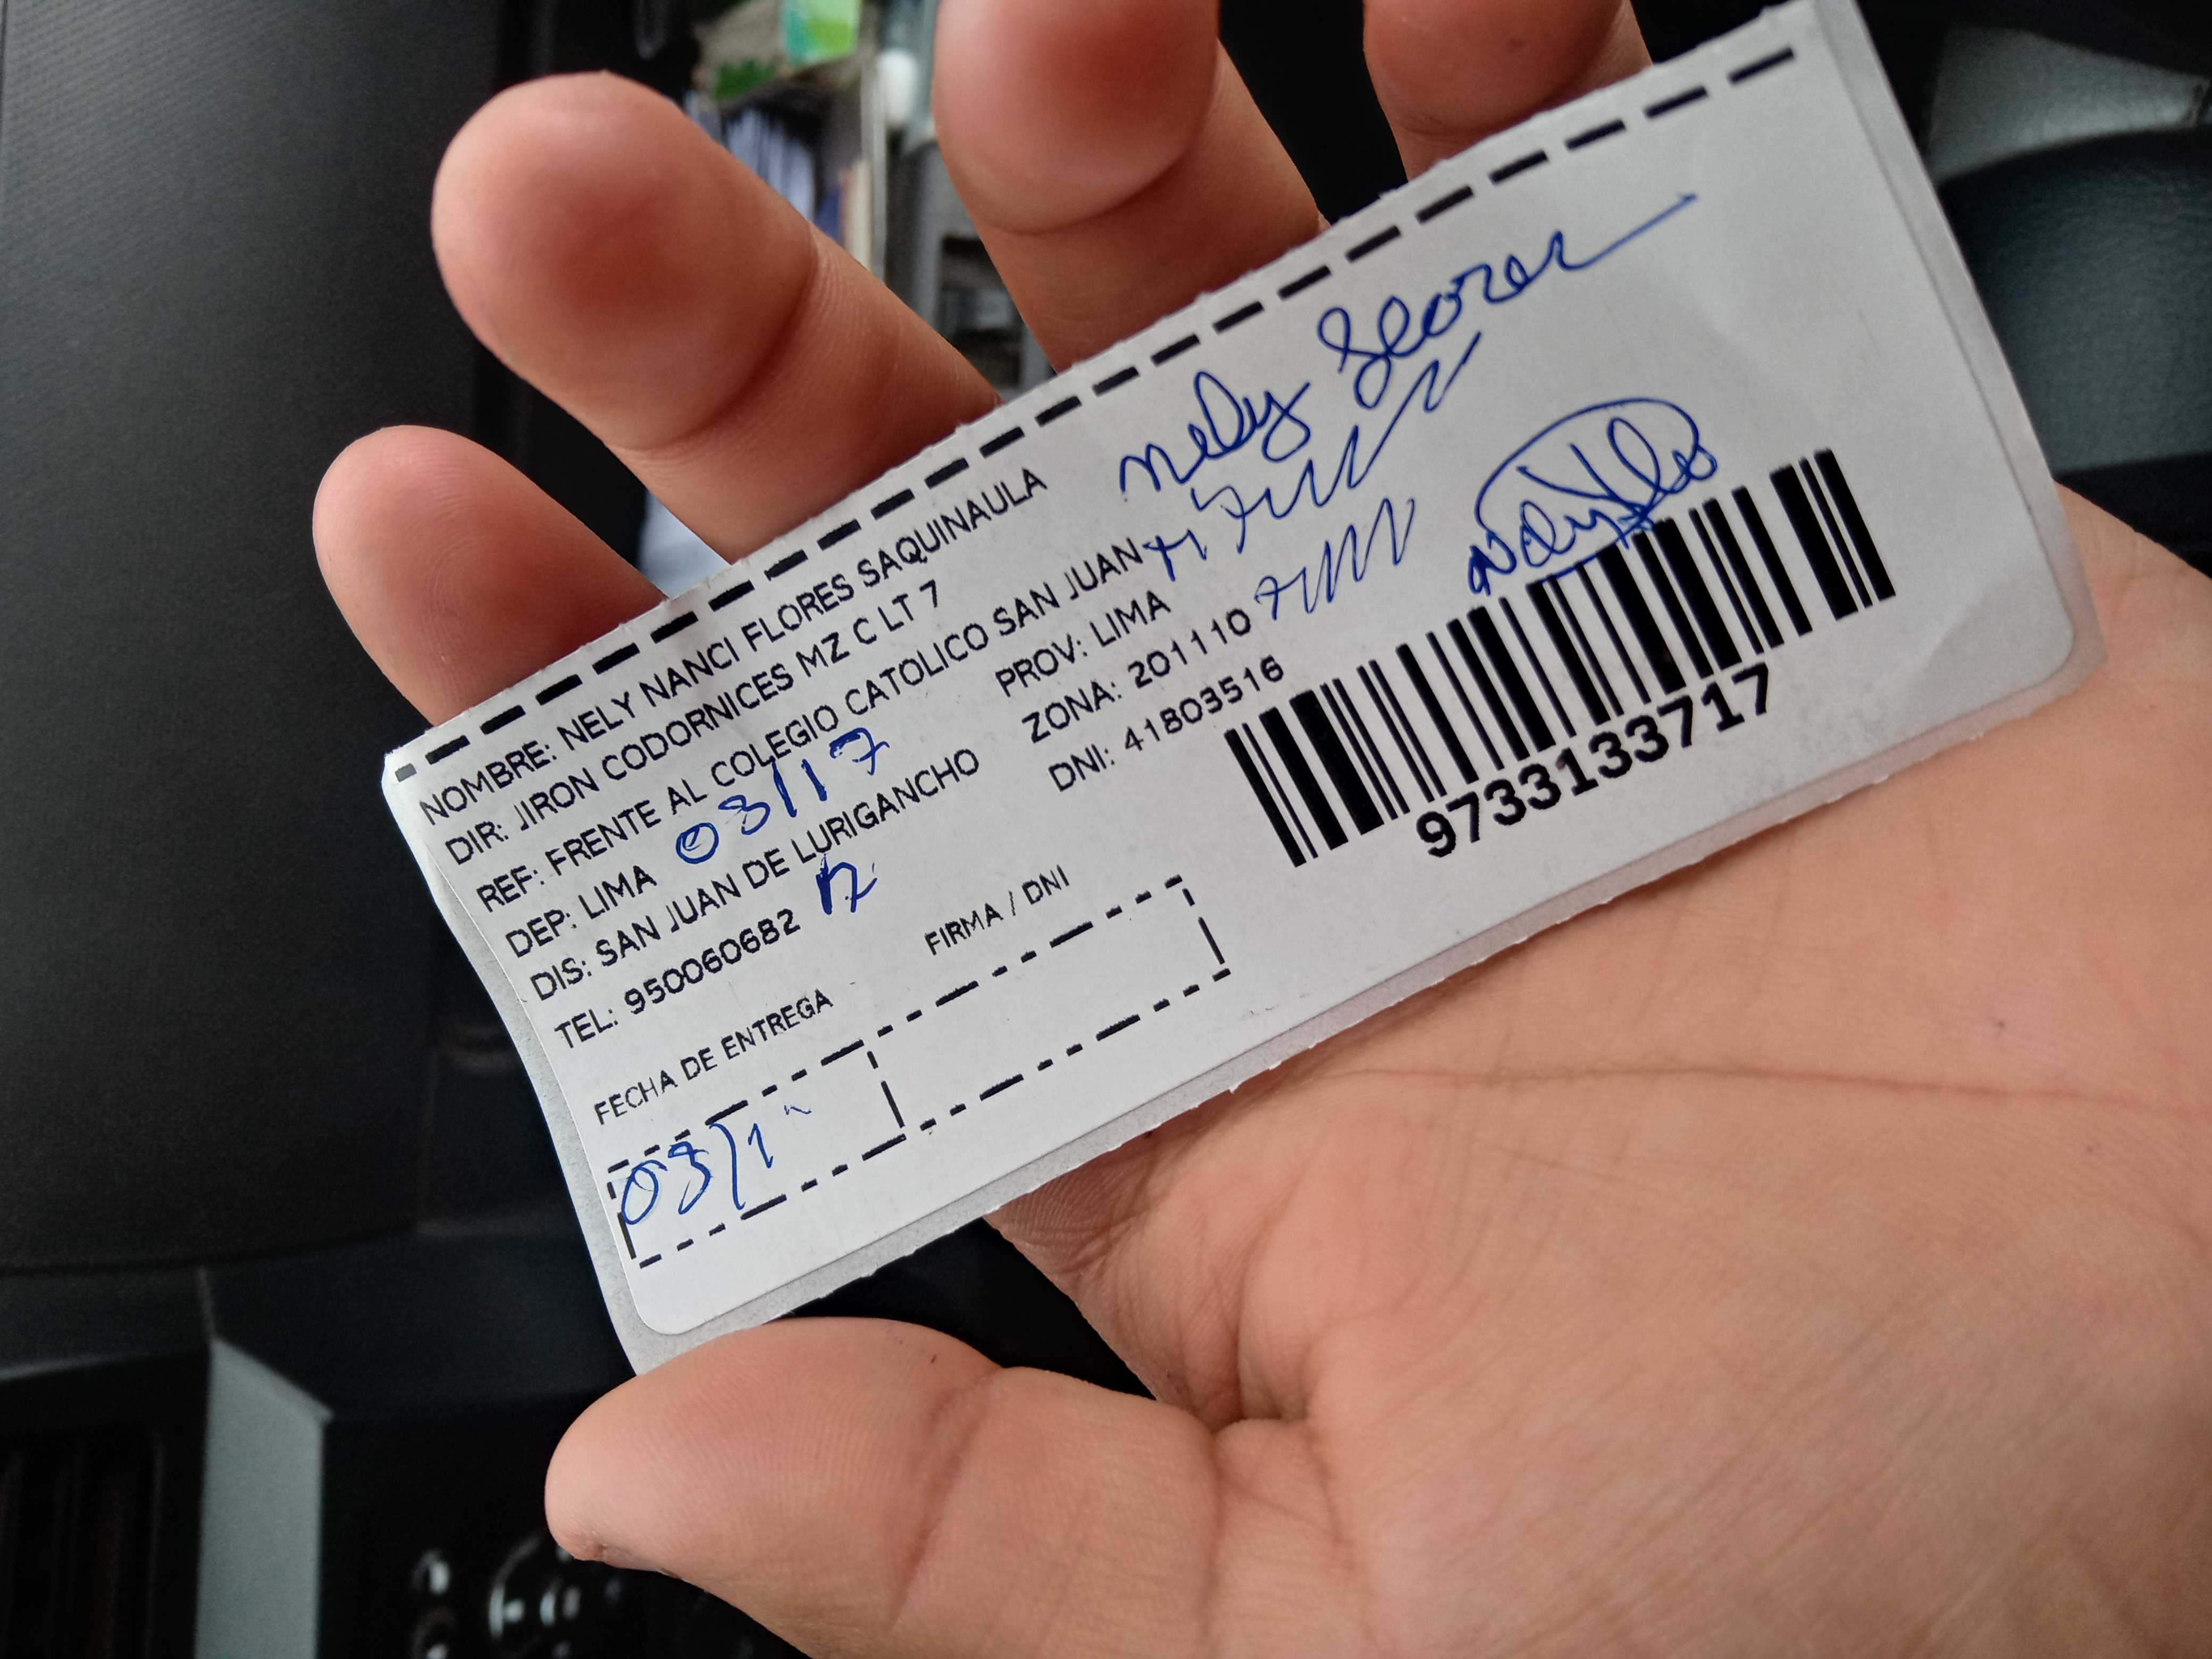 NOMBRE: NELY NANCI FLORES SAQUINAULA
DIR: JIRON CODORNICES MZ C LT 7
REF: FRENTE AL COLEGIO CATOLICO SAN JUAN
DEP: LIMA PROV: LIMA
03/17
DIS: SAN JUAN DE LURIGANCHO ZONA: 201110
TEL: 950060682 DNI: 41803516
Nely
FECHA DE ENTREGA FIRMA / DNI
03/1
9733133717